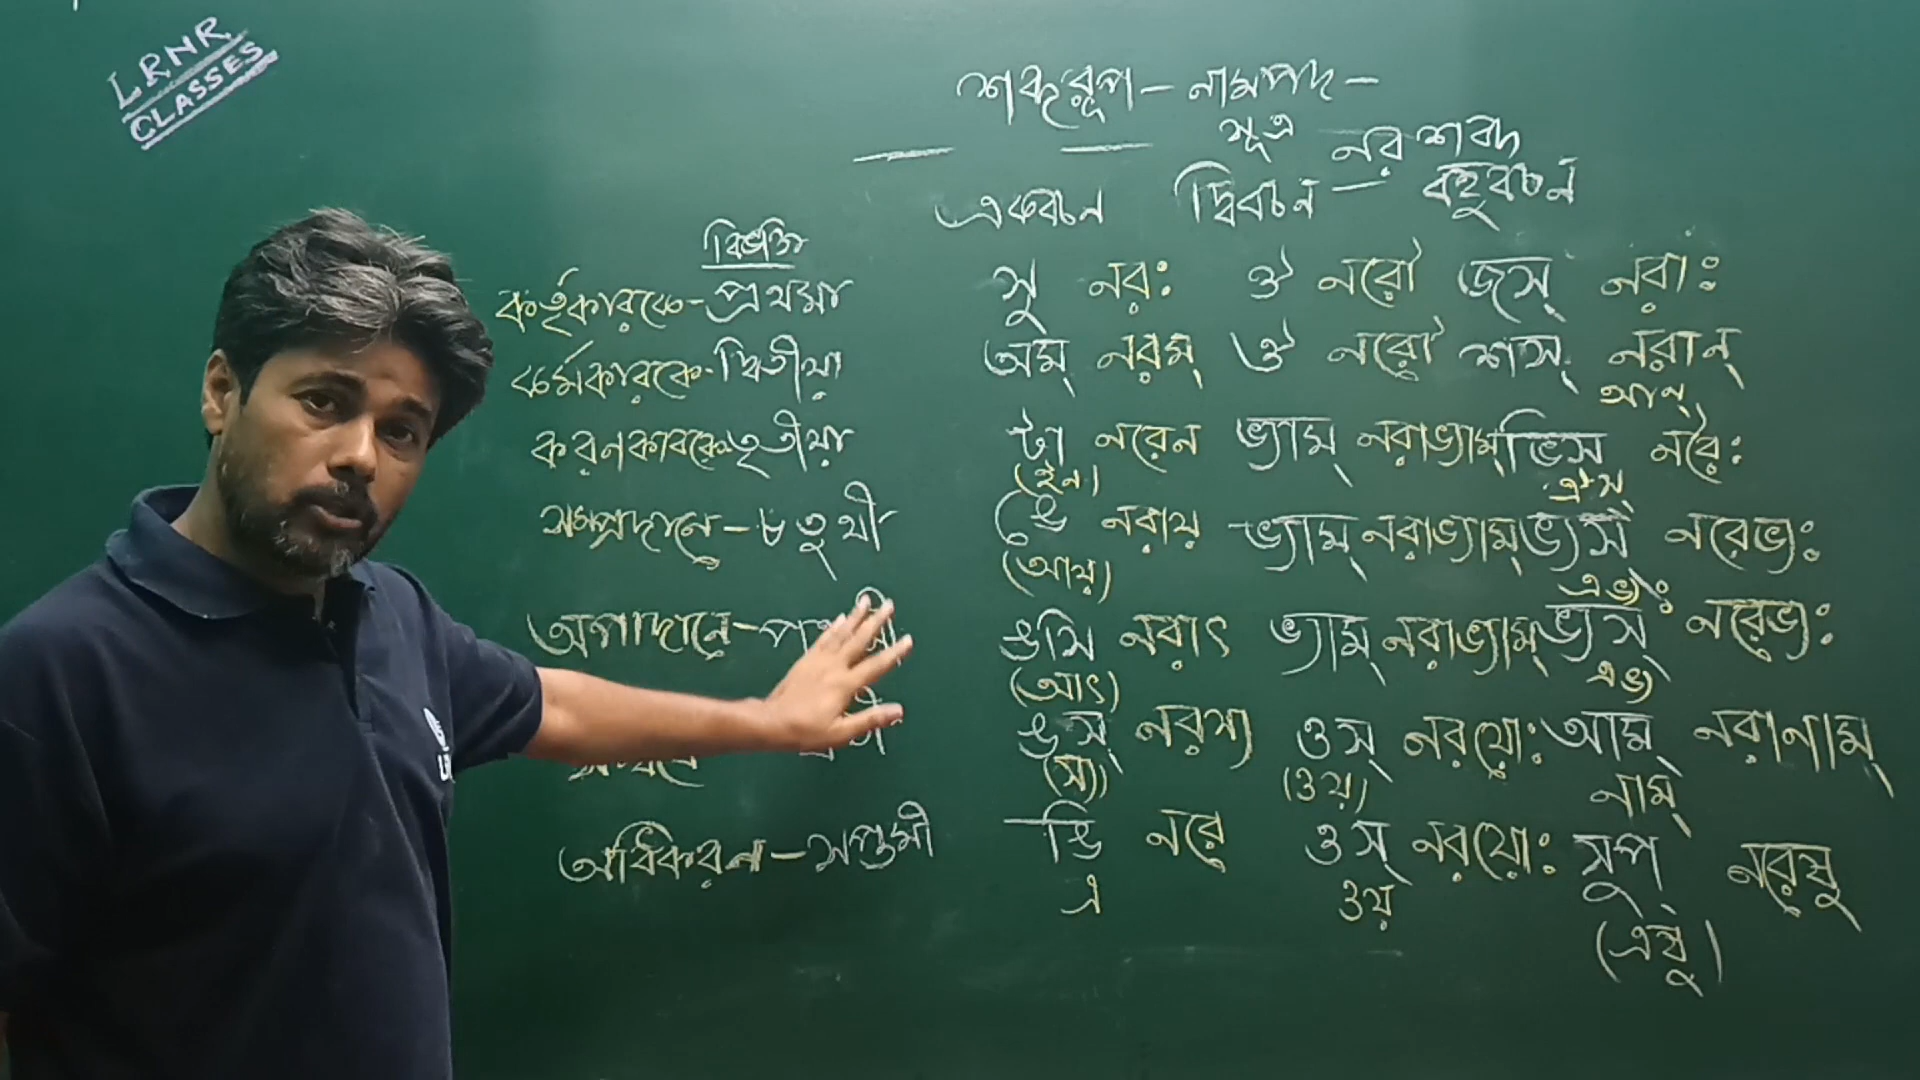 LRNR
CLASSES
শব্দরূপ - নামপদ -
সূত্র নর শব্দ
একবচন দ্বিবচন - বহুবচন
বিভক্তি
কর্তৃকারকে - প্রথমা সু নরঃ ঔ নরৌ জস্ নরাঃ
কর্মকারকে - দ্বিতীয়া অম্ নরম্ ঔ নরৌ শস্ নরান্
আন্
করনকারকে তৃতীয়া টা নরেন ভ্যাম্ নরাভ্যাম্ ভিস্ নরৈঃ
(ইন) ঐস্
সম্প্রদানে - চতুর্থী ঙে নরায় ভ্যাম্ নরাভ্যাম্ ভ্যস্ নরেভ্যঃ
(আয়) এভ্যঃ
অপাদানে - ঙসি নরাৎ ভ্যাম্ নরাভ্যাম্ ভ্যস্ নরেভ্যঃ
(আৎ) এভ্য
ঙস্ নরস্য ওস্ নরয়োঃ আম্ নরানাম্
(স্য) (ওয়) নাম্
অধিকরন - সপ্তমী ঙি নরে ওস্ নরয়োঃ সুপ্ নরেষু
এ ওয় (এষু)